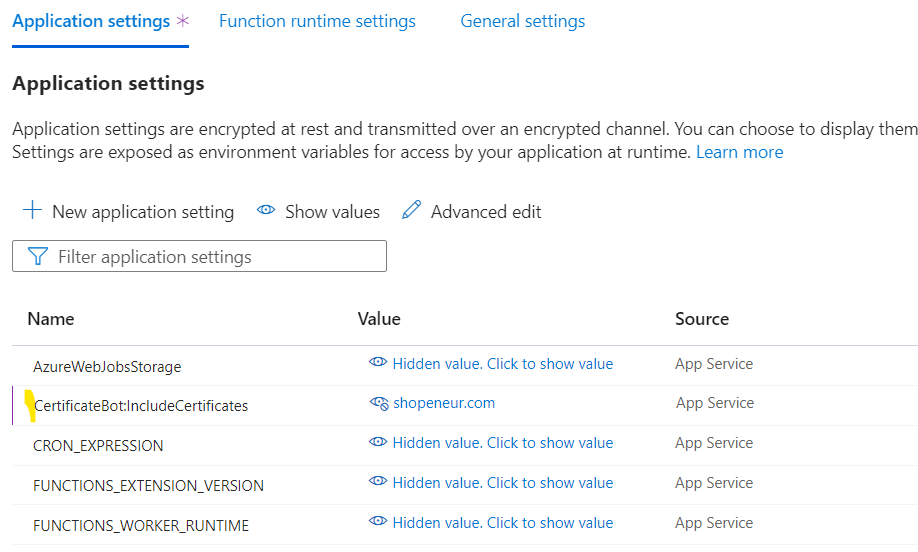 Application settings * Function runtime settings General settings
Application settings
Application settings are encrypted at rest and transmitted over an encrypted channel. You can choose to display them
Settings are exposed as environment variables for access by your application at runtime. Learn more
New application setting Show values Advanced edit
Filter application settings
Name Value Source
AzureWebJobsStorage Hidden value. Click to show value App Service
CertificateBot:IncludeCertificates shopeneur.com App Service
CRON_EXPRESSION Hidden value. Click to show value App Service
FUNCTIONS_EXTENSION_VERSION Hidden value. Click to show value App Service
FUNCTIONS_WORKER_RUNTIME Hidden value. Click to show value App Service